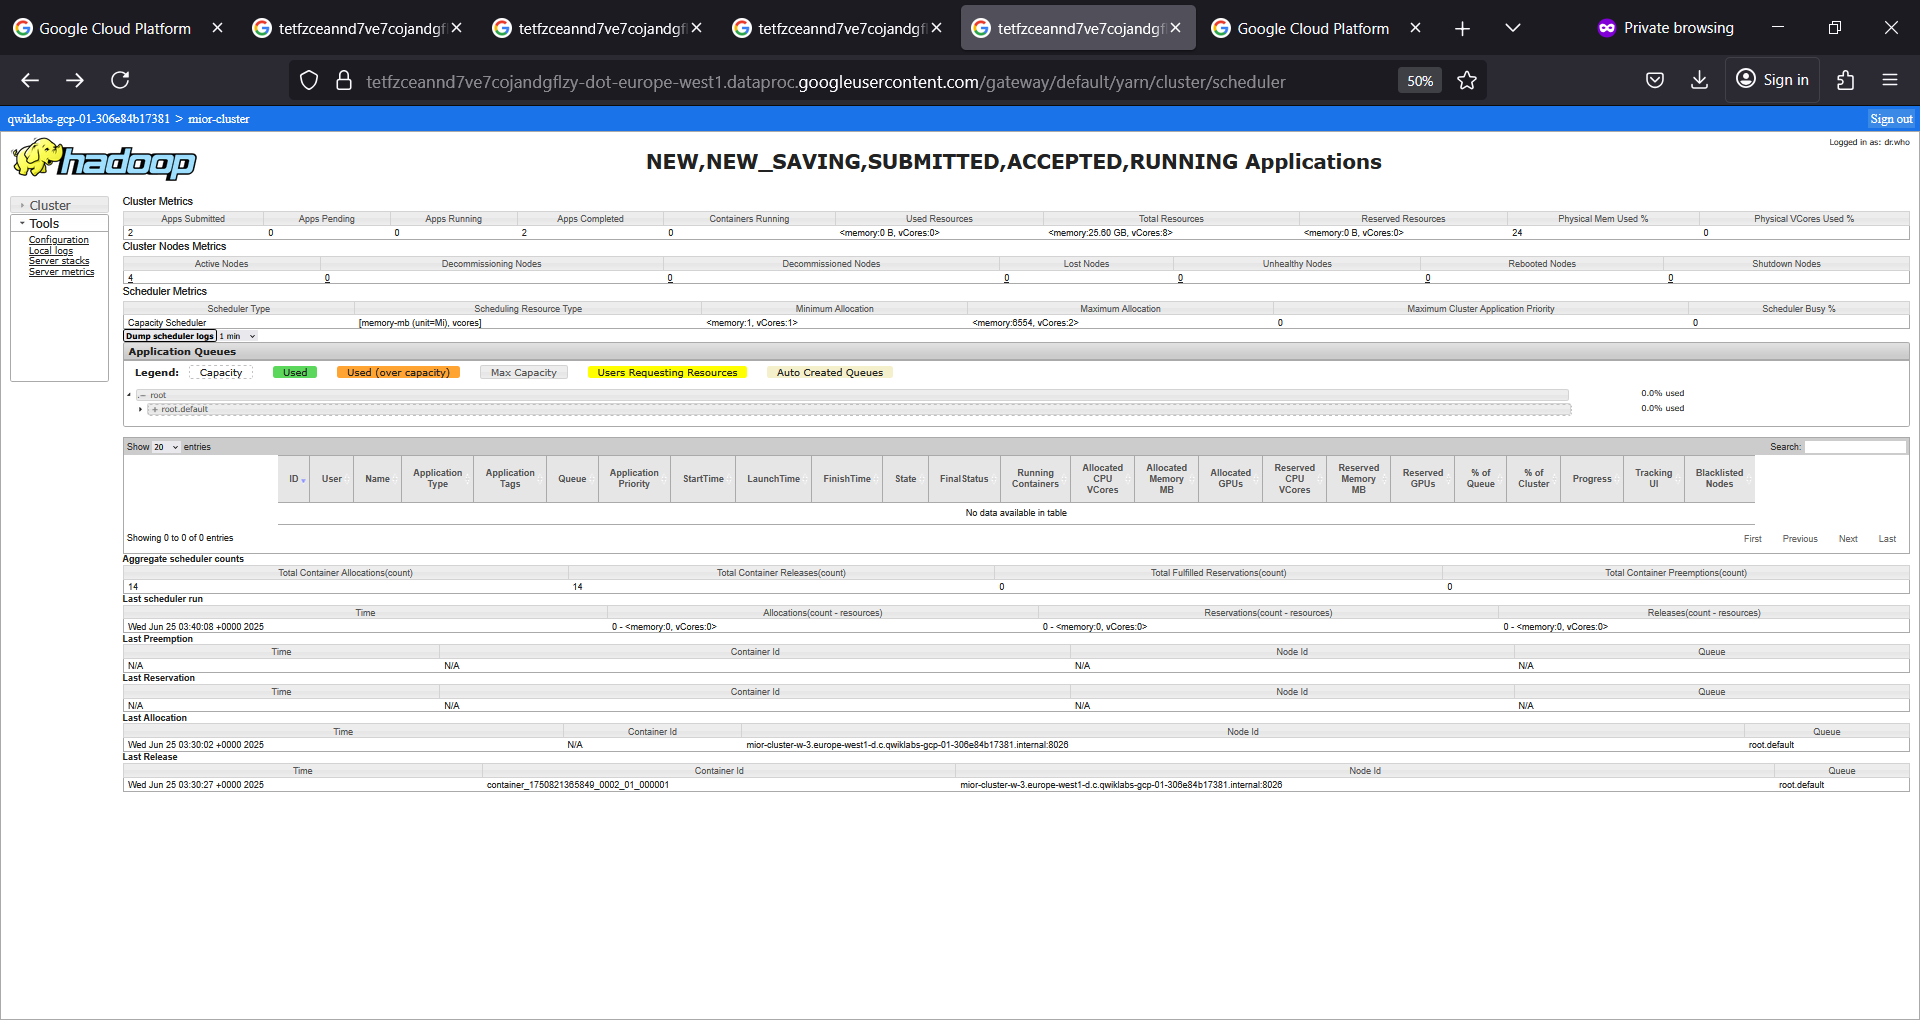 Google Cloud Platform
tetfzceannd7ve7cojandgfl
tetfzceannd7ve7cojandgfl
tetfzceannd7ve7cojandgfl
tetfzceannd7ve7cojandgfl
Google Cloud Platform
Private browsing
tetfzceannd7ve7cojandgflzy-dot-europe-west1.dataproc.googleusercontent.com/gateway/default/yarn/cluster/scheduler
50%
Sign in
qwiklabs-gcp-01-306e84b17381 > mior-cluster
Sign out
hadoop
NEW,NEW_SAVING,SUBMITTED,ACCEPTED,RUNNING Applications
Logged in as: dr.who
Cluster
Tools
Configuration
Local logs
Server stacks
Server metrics
Cluster Metrics
Apps Submitted Apps Pending Apps Running Apps Completed Containers Running Used Resources Total Resources Reserved Resources Physical Mem Used % Physical VCores Used %
2 0 0 2 0 <memory:0 B, vCores:0> <memory:25.60 GB, vCores:8> <memory:0 B, vCores:0> 24 0
Cluster Nodes Metrics
Active Nodes Decommissioning Nodes Decommissioned Nodes Lost Nodes Unhealthy Nodes Rebooted Nodes Shutdown Nodes
4 0 0 0 0 0 0
Scheduler Metrics
Scheduler Type Scheduling Resource Type Minimum Allocation Maximum Allocation Maximum Cluster Application Priority Scheduler Busy %
Capacity Scheduler [memory-mb (unit=Mi), vcores] <memory:1, vCores:1> <memory:6554, vCores:2> 0 0
Dump scheduler logs 1 min
Application Queues
Legend: Capacity Used Used (over capacity) Max Capacity Users Requesting Resources Auto Created Queues
- root 0.0% used
+ root.default 0.0% used
Show 20 entries
Search:
ID User Name Application Type Application Tags Queue Application Priority StartTime LaunchTime FinishTime State FinalStatus Running Containers Allocated CPU VCores Allocated Memory MB Allocated GPUs Reserved CPU VCores Reserved Memory MB Reserved GPUs % of Queue % of Cluster Progress Tracking UI Blacklisted Nodes
No data available in table
Showing 0 to 0 of 0 entries
First Previous Next Last
Aggregate scheduler counts
Total Container Allocations(count) Total Container Releases(count) Total Fulfilled Reservations(count) Total Container Preemptions(count)
14 14 0 0
Last scheduler run
Time Allocations(count - resources) Reservations(count - resources) Releases(count - resources)
Wed Jun 25 03:40:08 +0000 2025 0 - <memory:0, vCores:0> 0 - <memory:0, vCores:0> 0 - <memory:0, vCores:0>
Last Preemption
Time Container Id Node Id Queue
N/A N/A N/A N/A
Last Reservation
Time Container Id Node Id Queue
N/A N/A N/A N/A
Last Allocation
Time Container Id Node Id Queue
Wed Jun 25 03:30:02 +0000 2025 N/A mior-cluster-w-3.europe-west1-d.c.qwiklabs-gcp-01-306e84b17381.internal:8026 root.default
Last Release
Time Container Id Node Id Queue
Wed Jun 25 03:30:27 +0000 2025 container_1750821365849_0002_01_000001 mior-cluster-w-3.europe-west1-d.c.qwiklabs-gcp-01-306e84b17381.internal:8026 root.default